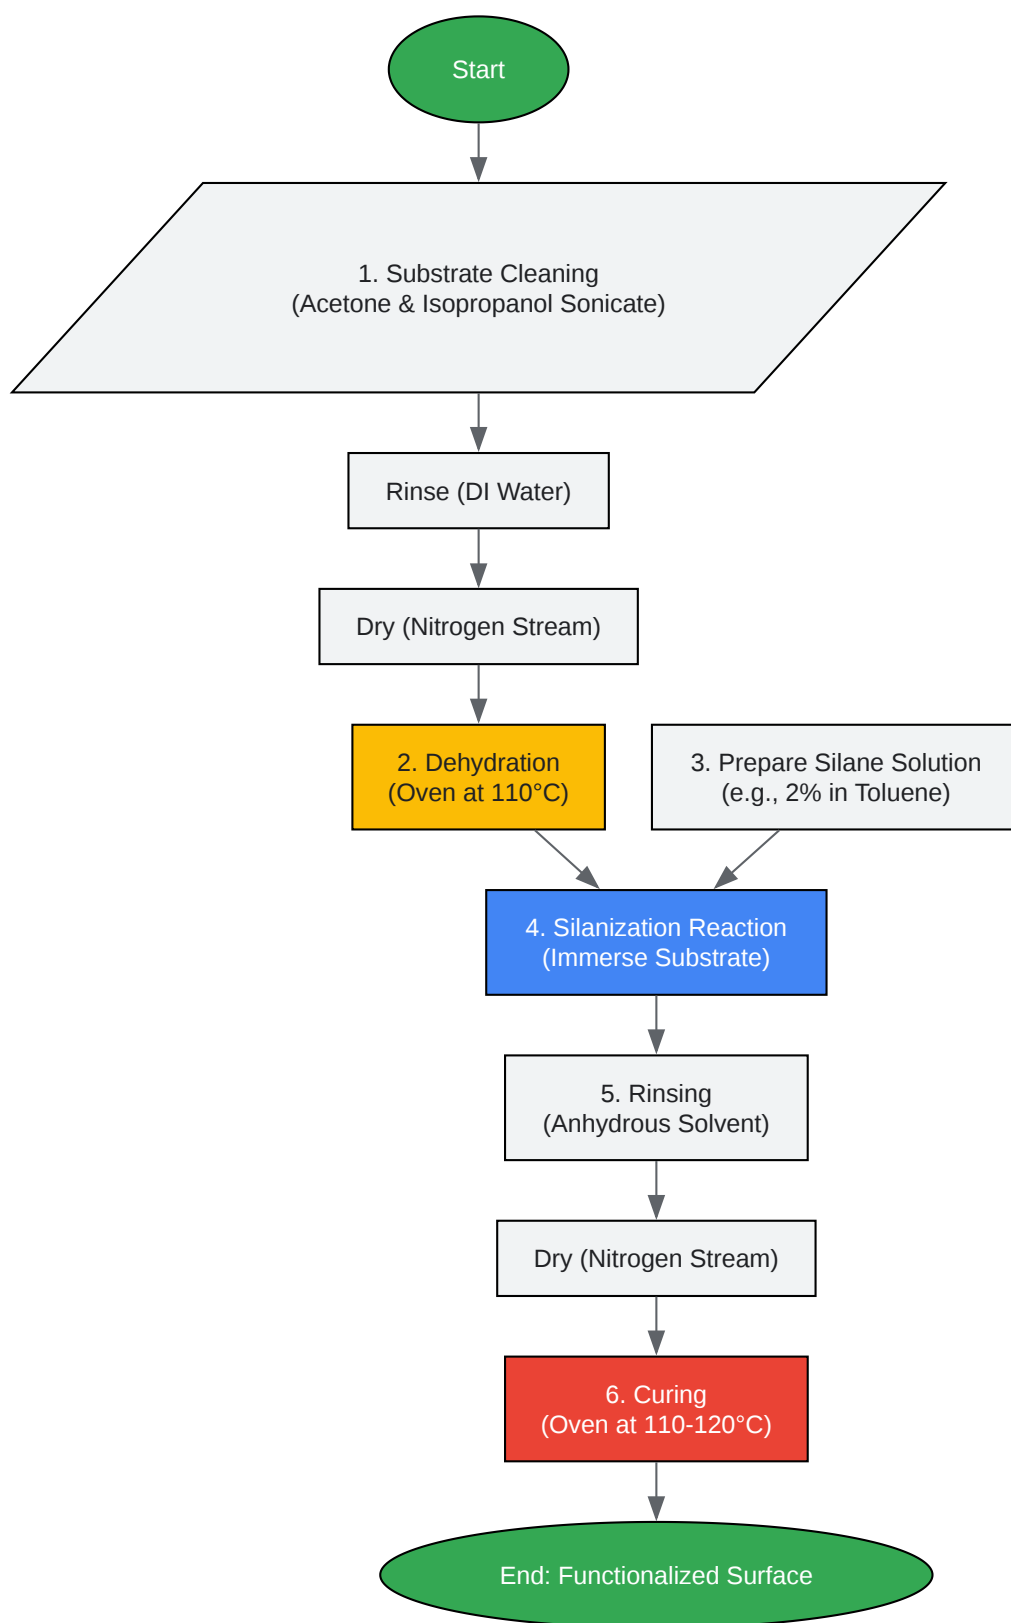 Start
1. Substrate Cleaning
(Acetone & Isopropanol Sonicate)
Rinse (DI Water)
Dry (Nitrogen Stream)
2. Dehydration
(Oven at 110°C)
3. Prepare Silane Solution
(e.g., 2% in Toluene)
4. Silanization Reaction
(Immerse Substrate)
5. Rinsing
(Anhydrous Solvent)
Dry (Nitrogen Stream)
6. Curing
(Oven at 110-120°C)
End: Functionalized Surface